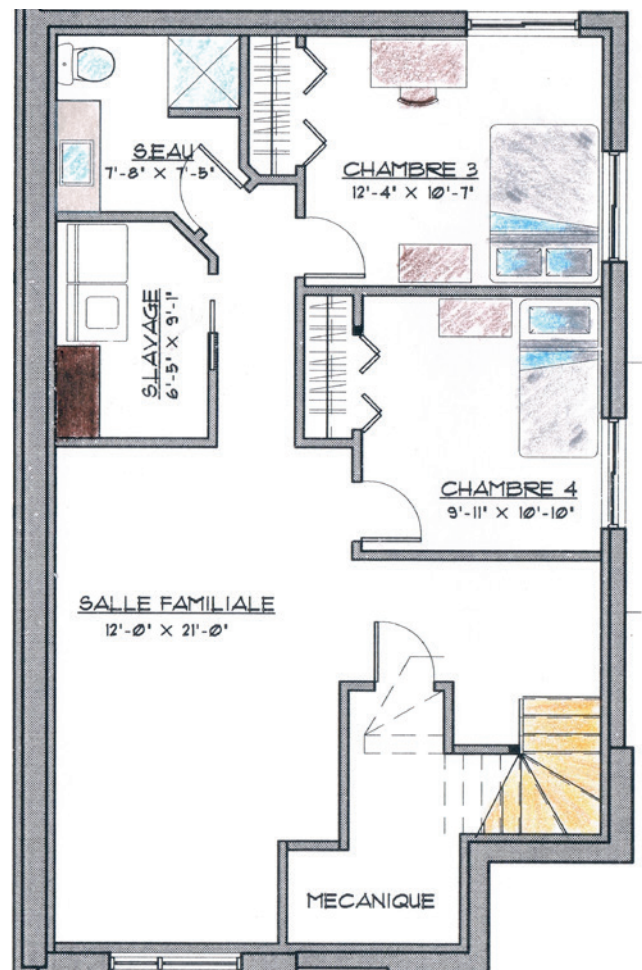 S.EAU
7'-8" X 7'-5"
CHAMBRE 3
12'-4" X 10'-7"
S.LAVAGE
6'-5" X 9'-1"
CHAMBRE 4
9'-11" X 10'-10"
SALLE FAMILIALE
12'-0" X 21'-0"
MECANIQUE